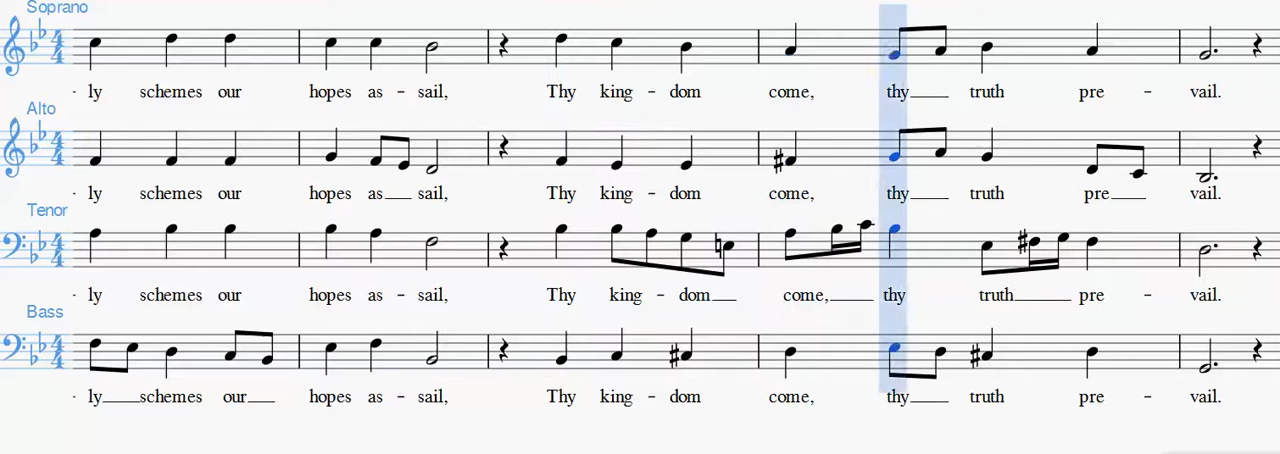 Soprano
ly schemes our hopes as - sail, Thy king - dom come, thy truth pre - vail.
Alto
ly schemes our hopes as sail, Thy king - dom come, thy truth pre vail.
Tenor
ly schemes our hopes as - sail, Thy king - dom come, thy truth pre - vail.
Bass
ly schemes our hopes as - sail, Thy king - dom come, thy truth pre - vail.